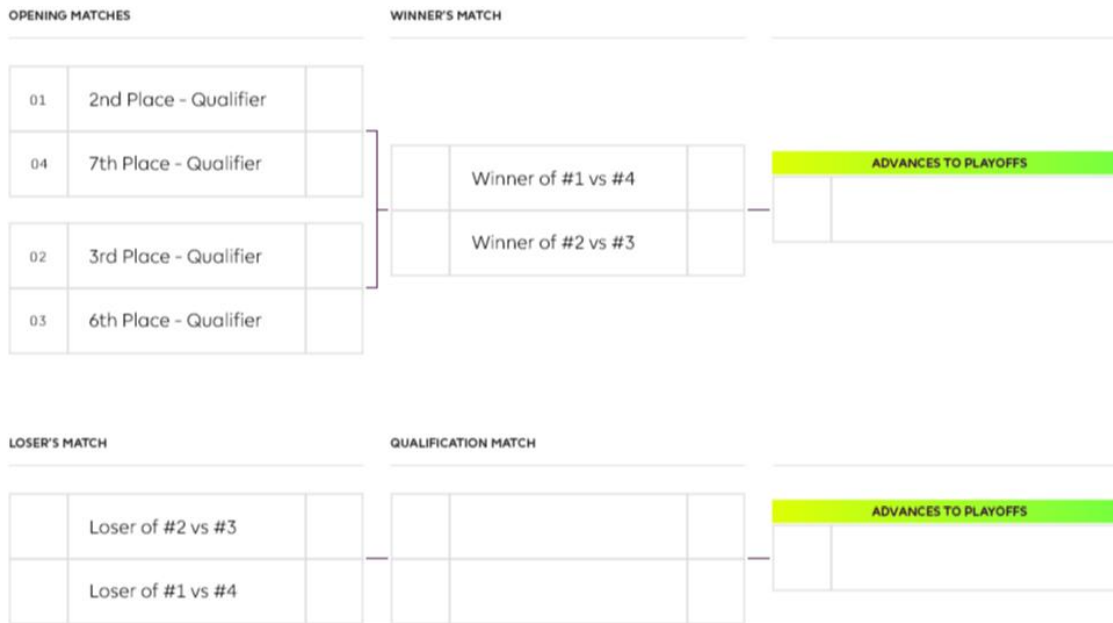 OPENING MATCHES
WINNER'S MATCH
01 2nd Place - Qualifier
04 7th Place - Qualifier
02 3rd Place - Qualifier
03 6th Place - Qualifier
Winner of #1 vs #4
Winner of #2 vs #3
ADVANCES TO PLAYOFFS
LOSER'S MATCH
QUALIFICATION MATCH
Loser of #2 vs #3
Loser of #1 vs #4
ADVANCES TO PLAYOFFS